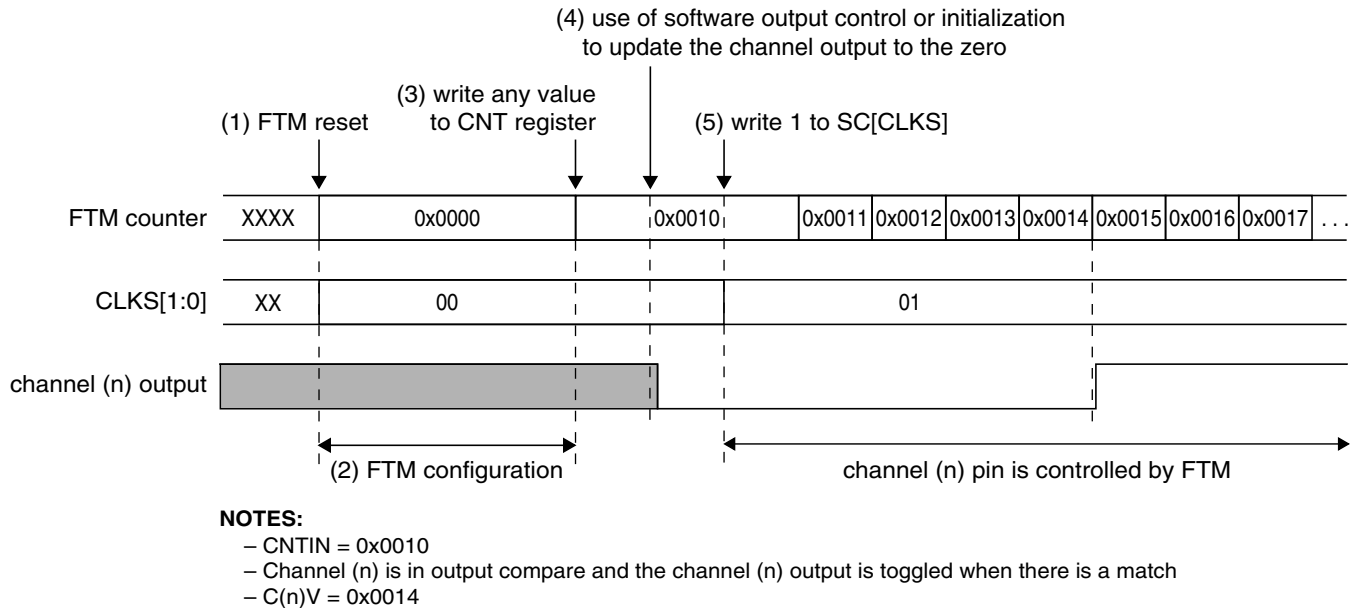 (4) use of software output control or initialization
to update the channel output to the zero
(3) write any value
to CNT register
(1) FTM reset
(5) write 1 to SC[CLKS]
FTM counter XXXX 0x0000 0x0010 0x0011 0x0012 0x0013 0x0014 0x0015 0x0016 0x0017 . . .
CLKS[1:0] XX 00 01
channel (n) output
(2) FTM configuration
channel (n) pin is controlled by FTM
NOTES:
– CNTIN = 0x0010
– Channel (n) is in output compare and the channel (n) output is toggled when there is a match
– C(n)V = 0x0014